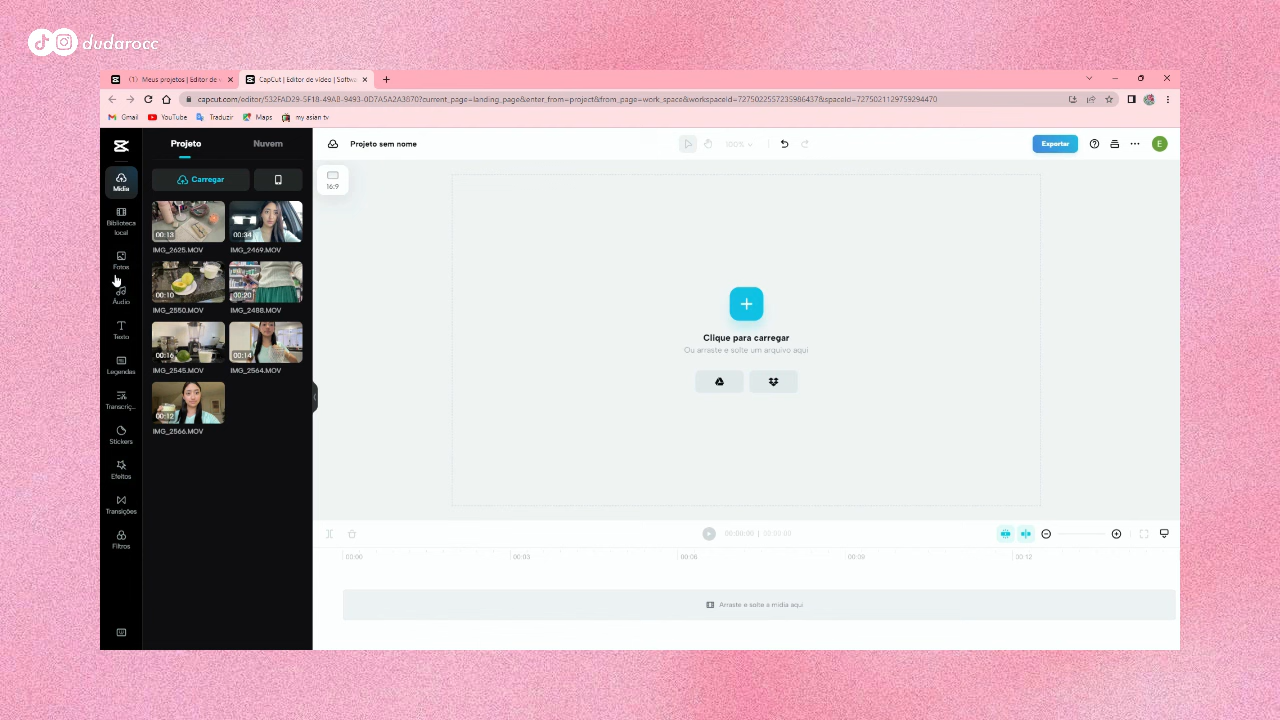 dudarocc
(1) Meus projetos | Editor de v
CapCut | Editor de vídeo | Softwa
capcut.com/editor/532FAD29-5F18-49A8-9493-0D7A5A2A3870?current_page=landing_page&enter_from=project&from_page=work_space&workspaceId=7275022557235986437&spaceId=7275021129759294470
Gmail
YouTube
Traduzir
Maps
my asian tv
Projeto
Nuvem
Projeto sem nome
100%
Exportar
E
Mídia
Biblioteca
local
Fotos
Áudio
Texto
Legendas
Transcriç...
Stickers
Efeitos
Transições
Filtros
Carregar
16:9
00:13
00:34
IMG_2625.MOV
IMG_2469.MOV
00:10
00:20
IMG_2550.MOV
IMG_2488.MOV
00:16
00:14
IMG_2545.MOV
IMG_2564.MOV
00:12
IMG_2566.MOV
Clique para carregar
Ou arraste e solte um arquivo aqui
00:00:00 | 00:00:00
00:00
00:03
00:06
00:09
00:12
Arraste e solte a mídia aqui